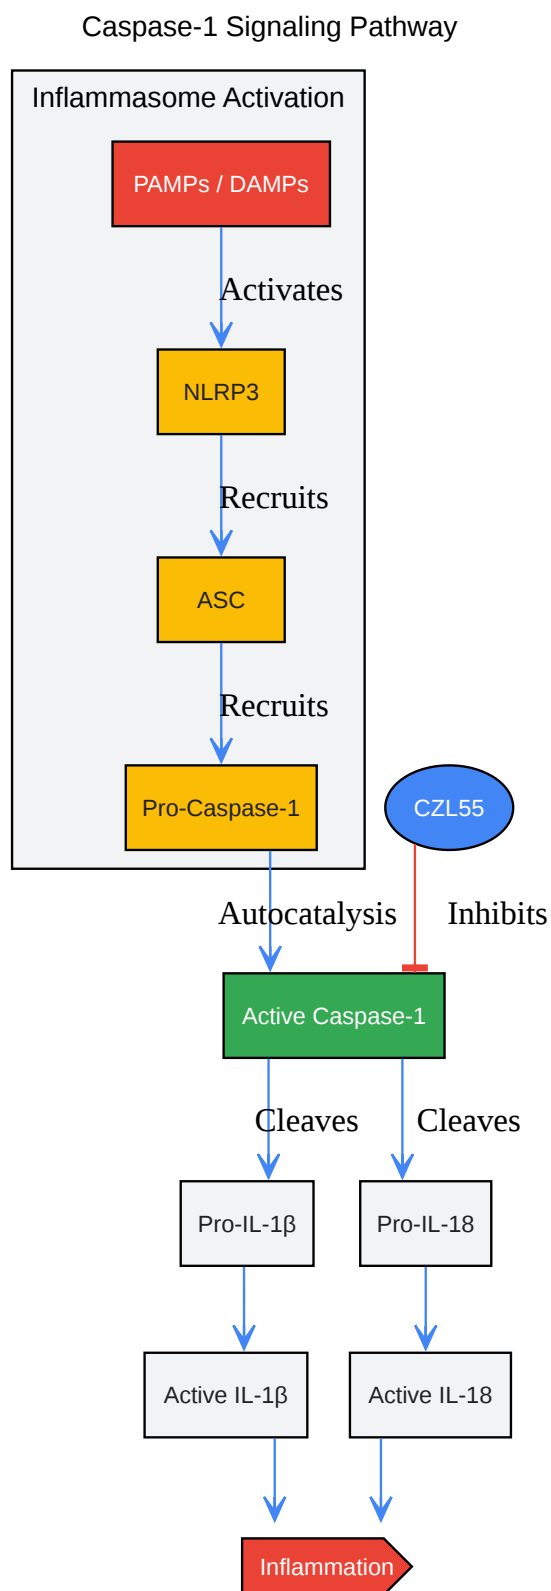 Caspase-1 Signaling Pathway
Inflammasome Activation
PAMPs / DAMPs
Activates
NLRP3
Recruits
ASC
Recruits
Pro-Caspase-1
CZL55
Autocatalysis
Inhibits
Active Caspase-1
Cleaves
Cleaves
Pro-IL-1β
Pro-IL-18
Active IL-1β
Active IL-18
Inflammation